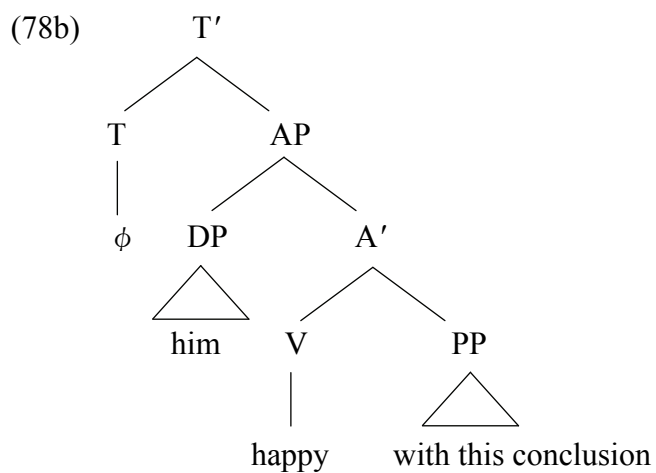 (78b) T′
T AP
ϕ DP A′
him V PP
happy with this conclusion